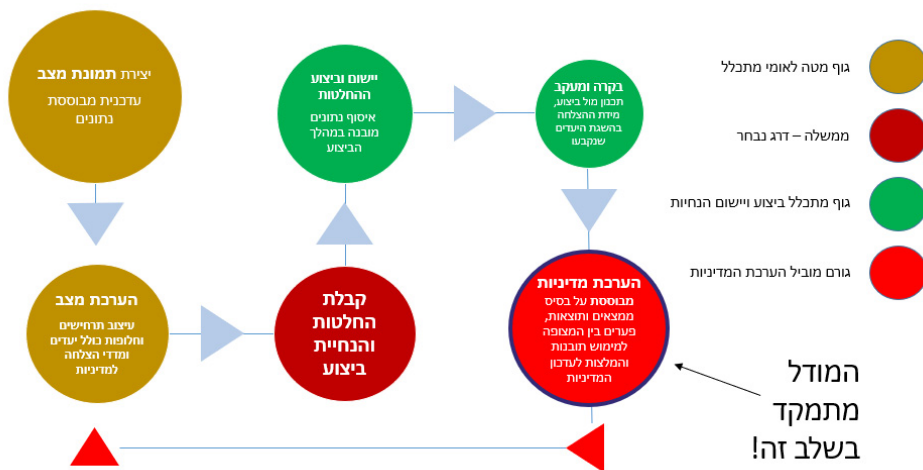 יצירת תמונת מצב
עדכנית מבוססת
נתונים
הערכת מצב
עיצוב תרחישים
וחלופות כולל יעדים
ומדדי הצלחה
למדיניות
קבלת
החלטות
והנחיית
ביצוע
יישום וביצוע
ההחלטות
איסוף נתונים
מובנה במהלך
הביצוע
בקרה ומעקב
תכנון מול ביצוע,
מידת ההצלחה
בהשגת היעדים
שנקבעו
הערכת מדיניות
מבוססת על בסיס
ממצאים ותוצאות,
פערים בין המצופה
למימוש תובנות
והמלצות לעדכון
המדיניות
המודל
מתמקד
בשלב זה!
גוף מטה לאומי מתכלל
ממשלה – דרג נבחר
גוף מתכלל ביצוע ויישום הנחיות
גורם מוביל הערכת המדיניות